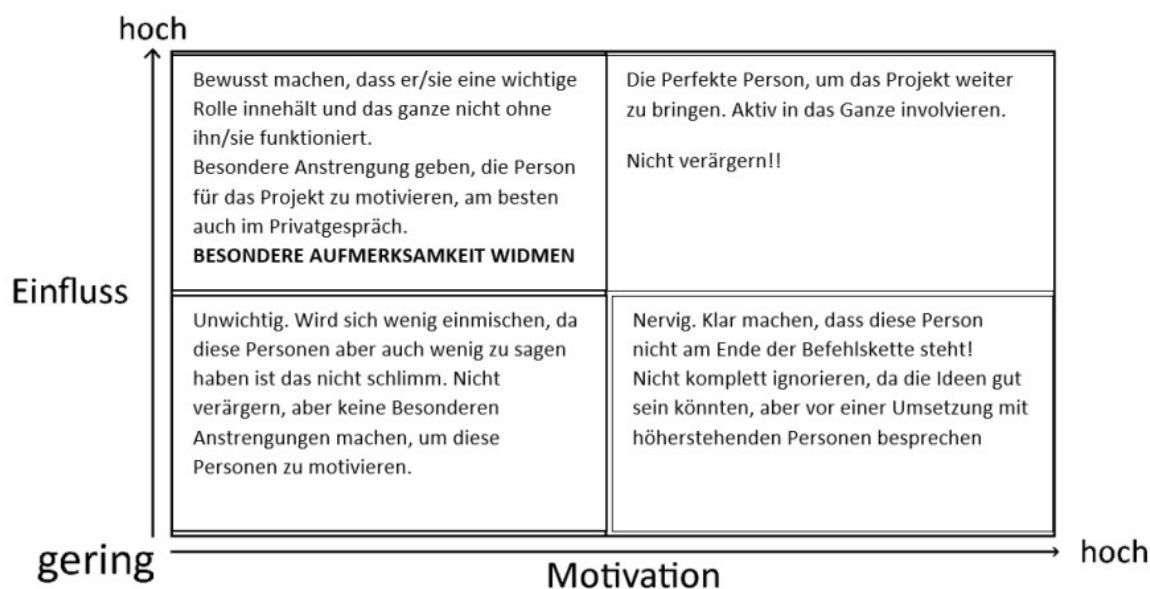 hoch
Bewusst machen, dass er/sie eine wichtige
Rolle innehält und das ganze nicht ohne
ihn/sie funktioniert.
Besondere Anstrengung geben, die Person
für das Projekt zu motivieren, am besten
auch im Privatgespräch.
BESONDERE AUFMERKSAMKEIT WIDMEN
Die Perfekte Person, um das Projekt weiter
zu bringen. Aktiv in das Ganze involvieren.
Nicht verärgern!!
Einfluss
Unwichtig. Wird sich wenig einmischen, da
diese Personen aber auch wenig zu sagen
haben ist das nicht schlimm. Nicht
verärgern, aber keine Besonderen
Anstrengungen machen, um diese
Personen zu motivieren.
Nervig. Klar machen, dass diese Person
nicht am Ende der Befehlskette steht!
Nicht komplett ignorieren, da die Ideen gut
sein könnten, aber vor einer Umsetzung mit
höherstehenden Personen besprechen
gering
Motivation
hoch